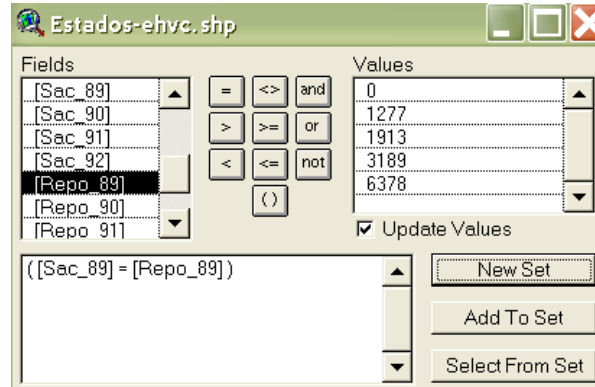 Estados-ehvc.shp
Fields
Values
[Sac_89]
[Sac_90]
[Sac_91]
[Sac_92]
[Repo_89]
[Repo_90]
[Repo_91]
= <> and
> >= or
< <= not
( )
0
1277
1913
3189
6378
Update Values
( [Sac_89] = [Repo_89] )
New Set
Add To Set
Select From Set